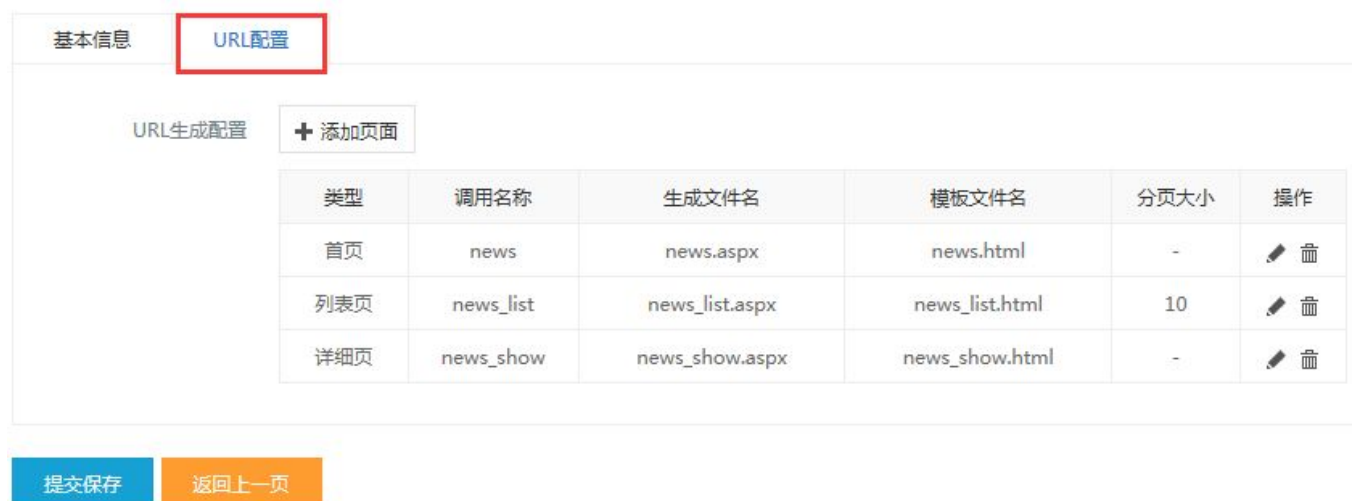 基本信息 URL配置
URL生成配置 添加页面
类型 调用名称 生成文件名 模板文件名 分页大小 操作
首页 news news.aspx news.html -
列表页 news_list news_list.aspx news_list.html 10
详细页 news_show news_show.aspx news_show.html -
提交保存 返回上一页